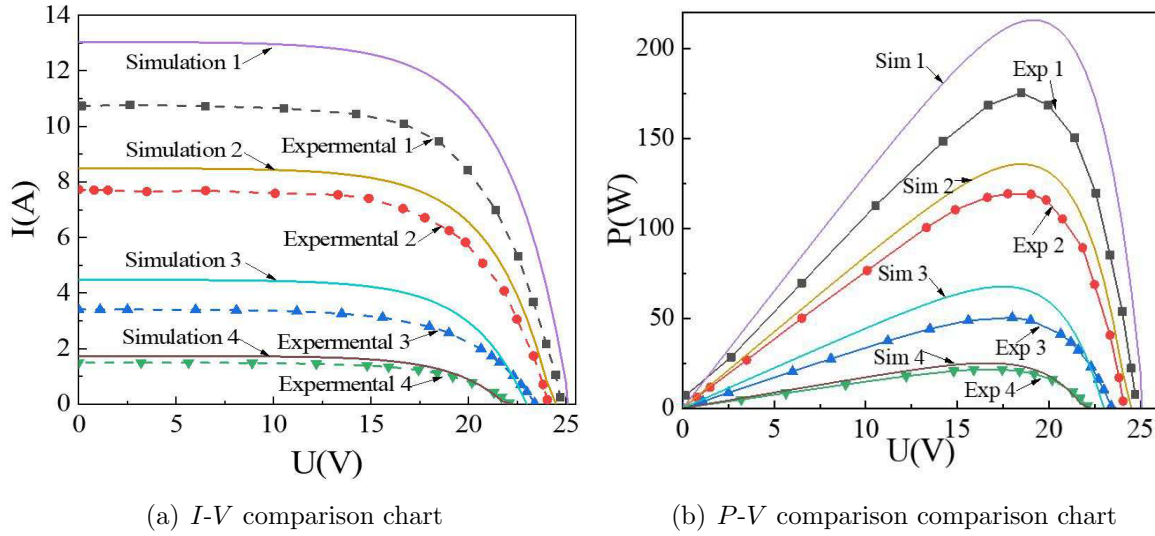 14
12
10
8
6
4
2
0
I(A)
Simulation 1
Expermental 1
Simulation 2
Expermental 2
Simulation 3
Expermental 3
Simulation 4
Expermental 4
0 5 10 15 20 25
U(V)
(a) I-V comparison chart
200
150
100
50
0
P(W)
Sim 1
Exp 1
Sim 2
Exp 2
Sim 3
Exp 3
Sim 4
Exp 4
0 5 10 15 20 25
U(V)
(b) P-V comparison comparison chart